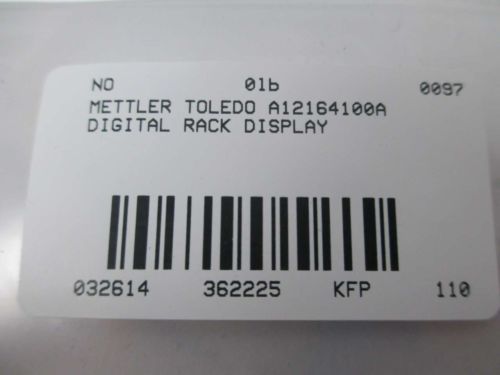 NO 0lb 0097
METTLER TOLEDO A12164100A
DIGITAL RACK DISPLAY
032614 362225 KFP 110